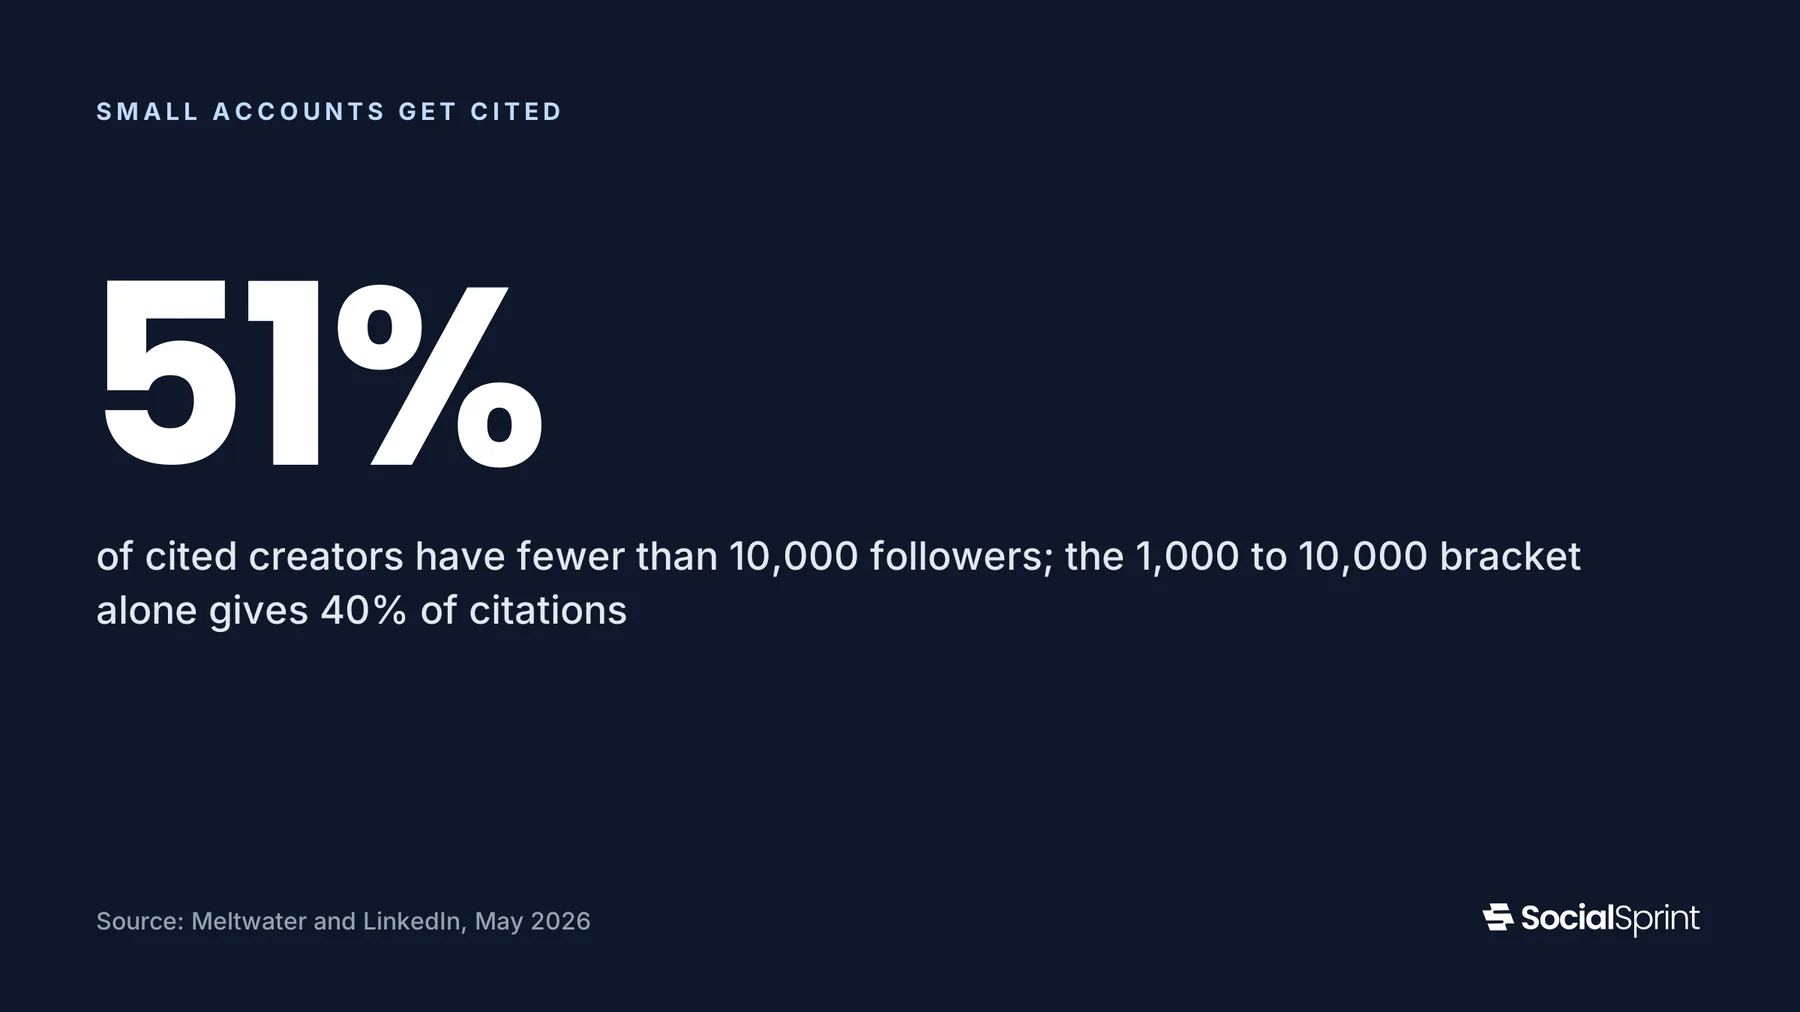 SMALL ACCOUNTS GET CITED
51%
of cited creators have fewer than 10,000 followers; the 1,000 to 10,000 bracket
alone gives 40% of citations
Source: Meltwater and LinkedIn, May 2026
SocialSprint